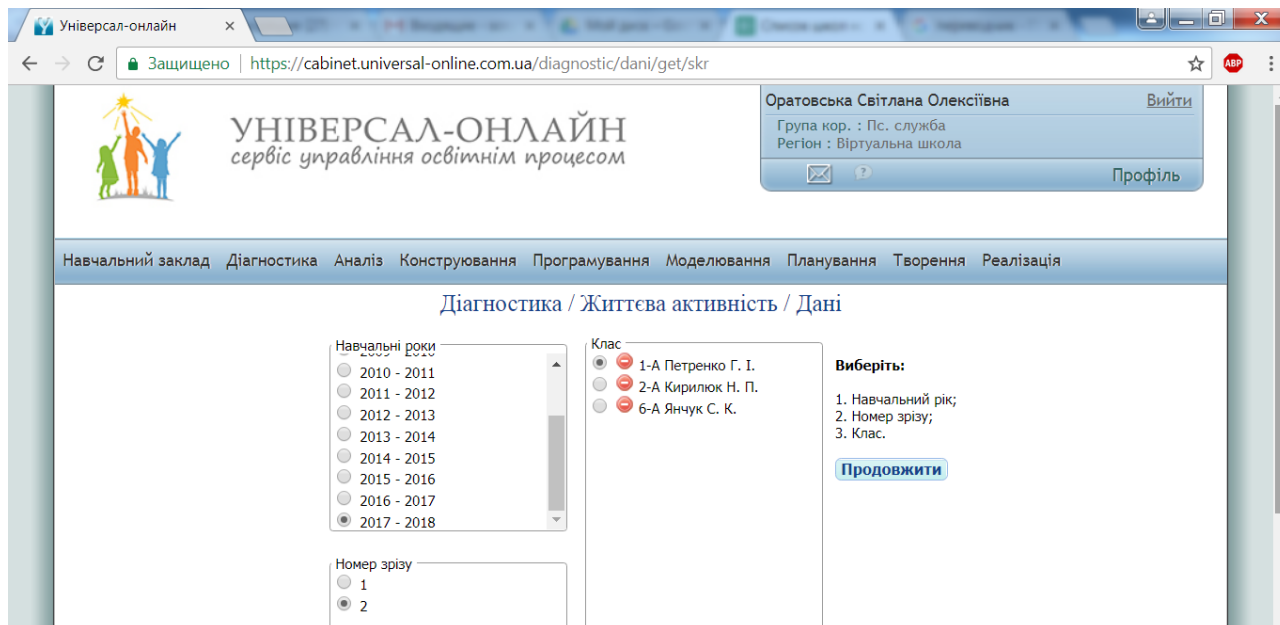 Універсал-онлайн
Защищено | https://cabinet.universal-online.com.ua/diagnostic/dani/get/skr
ABP
УНІВЕРСАЛ-ОНЛАЙН
сервіс управління освітнім процесом
Оратовська Світлана Олексіївна Вийти
Група кор. : Пс. служба
Регіон : Віртуальна школа
Профіль
Навчальний заклад Діагностика Аналіз Конструювання Програмування Моделювання Планування Творення Реалізація
Діагностика / Життєва активність / Дані
Навчальні роки
2009 - 2010
2010 - 2011
2011 - 2012
2012 - 2013
2013 - 2014
2014 - 2015
2015 - 2016
2016 - 2017
2017 - 2018
Номер зрізу
1
2
Клас
1-А Петренко Г. І.
2-А Кирилюк Н. П.
6-А Янчук С. К.
Виберіть:
1. Навчальний рік;
2. Номер зрізу;
3. Клас.
Продовжити